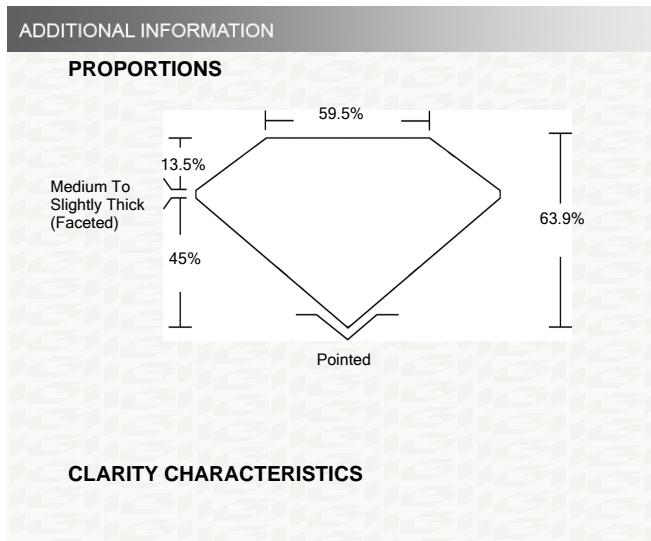 ADDITIONAL INFORMATION
PROPORTIONS
59.5%
13.5%
Medium To
Slightly Thick
(Faceted)
63.9%
45%
Pointed
CLARITY CHARACTERISTICS